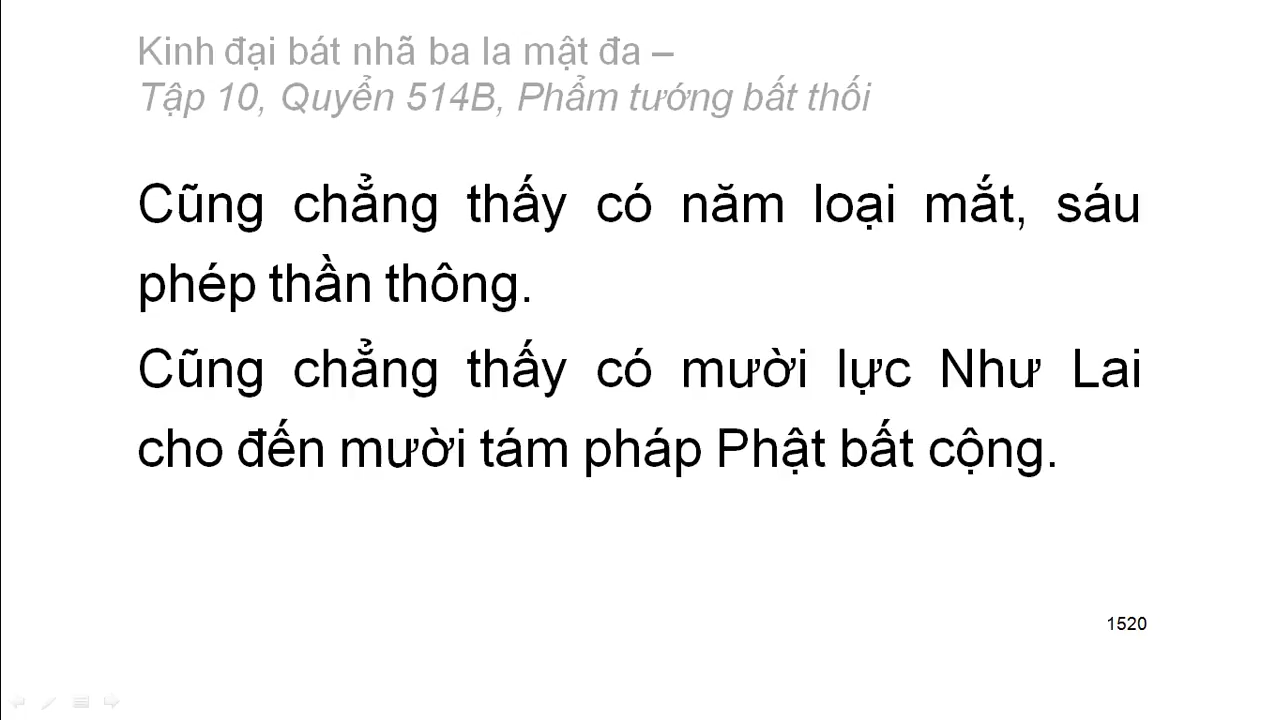 Kinh đại bát nhã ba la mật đa –
Tập 10, Quyển 514B, Phẩm tướng bất thối
Cũng chẳng thấy có năm loại mắt, sáu
phép thần thông.
Cũng chẳng thấy có mười lực Như Lai
cho đến mười tám pháp Phật bất cộng.
1520